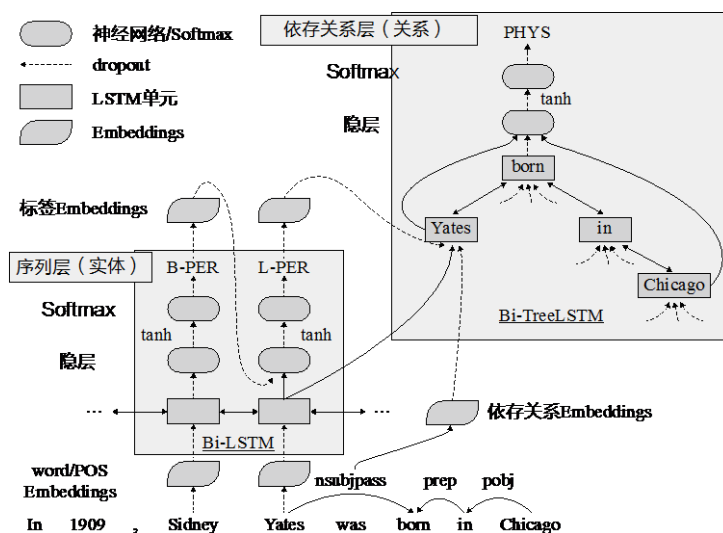 神经网络/Softmax
dropout
LSTM单元
Embeddings
依存关系层（关系）
PHYS
Softmax
tanh
隐层
born
Yates
in
Chicago
Bi-TreeLSTM
标签Embeddings
序列层（实体）
B-PER
L-PER
Softmax
tanh
tanh
隐层
...
...
Bi-LSTM
依存关系Embeddings
word/POS
Embeddings
nsubjpass prep pobj
In 1909 , Sidney Yates was born in Chicago